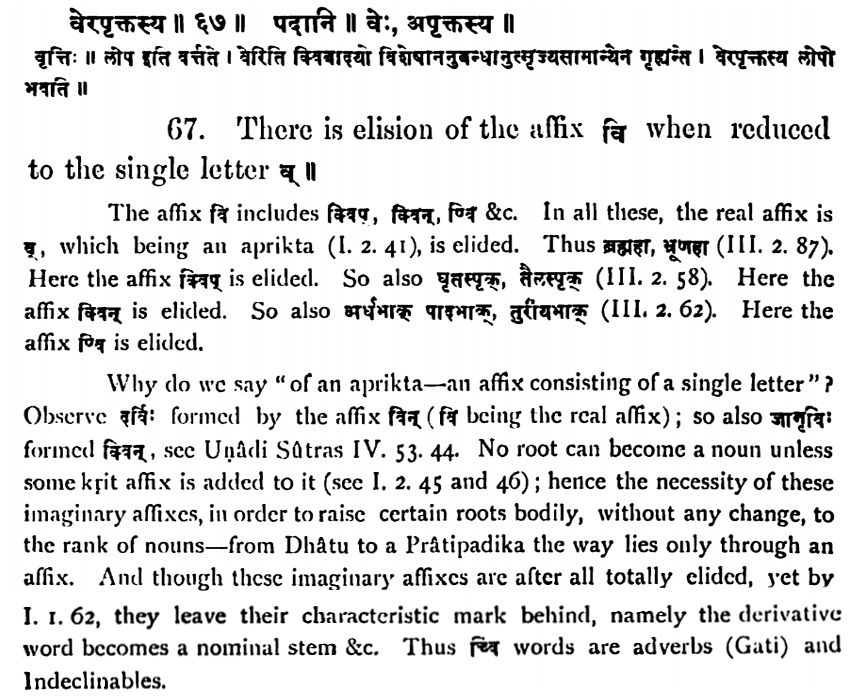 वेरपृक्तस्य ॥ ६७ ॥ पदानि ॥ वेः, अपृक्तस्य ॥
वृत्तिः ॥ लोप इति वर्त्तते । वेरिति क्विबादयो विशेषाननुबन्धानुत्सृज्यसामान्येन गृह्यन्ते । वेरपृक्तस्य लोपो
भवति ॥
67. There is elision of the affix वि when reduced
to the single letter व् ॥
The affix वि includes क्विप्, क्विन्, ण्वि &c. In all these, the real affix is
व्, which being an aprikta (I. 2. 41), is elided. Thus ब्रह्महा, भ्रूणहा (III. 2. 87).
Here the affix क्विप् is elided. So also घृतस्पृक्, तैलस्पृक् (III. 2. 58). Here the
affix क्विन् is elided. So also अर्धभाक् पादभाक्, तुरीयभाक् (III. 2. 62). Here the
affix ण्वि is elided.
Why do we say "of an aprikta—an affix consisting of a single letter"?
Observe दर्विः formed by the affix विन् (वि being the real affix); so also जागृविः
formed क्विन्, see Uṇâdi Sûtras IV. 53. 44. No root can become a noun unless
some kṛit affix is added to it (see I. 2. 45 and 46); hence the necessity of these
imaginary affixes, in order to raise certain roots bodily, without any change, to
the rank of nouns—from Dhâtu to a Prâtipadika the way lies only through an
affix. And though these imaginary affixes are after all totally elided, yet by
I. 1. 62, they leave their characteristic mark behind, namely the derivative
word becomes a nominal stem &c. Thus च्वि words are adverbs (Gati) and
Indeclinables.